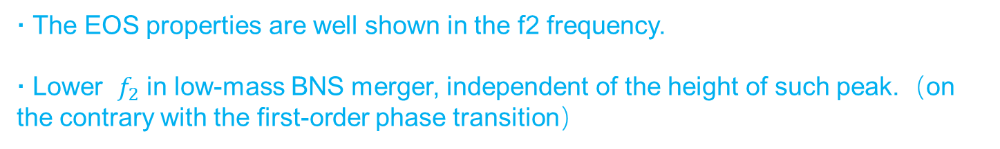 · The EOS properties are well shown in the f2 frequency.
· Lower f₂ in low-mass BNS merger, independent of the height of such peak.（on
the contrary with the first-order phase transition）